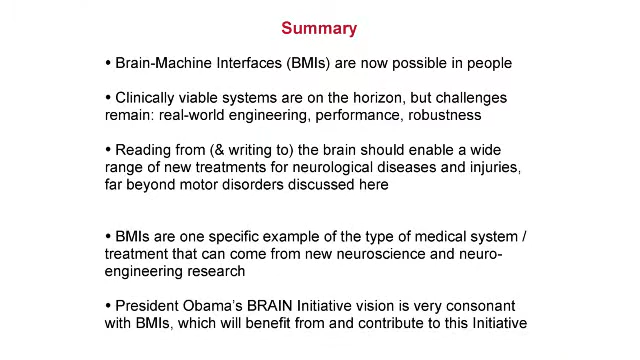 Summary
• Brain-Machine Interfaces (BMIs) are now possible in people
• Clinically viable systems are on the horizon, but challenges
remain: real-world engineering, performance, robustness
• Reading from (& writing to) the brain should enable a wide
range of new treatments for neurological diseases and injuries,
far beyond motor disorders discussed here
• BMIs are one specific example of the type of medical system /
treatment that can come from new neuroscience and neuro-
engineering research
• President Obama's BRAIN Initiative vision is very consonant
with BMIs, which will benefit from and contribute to this Initiative